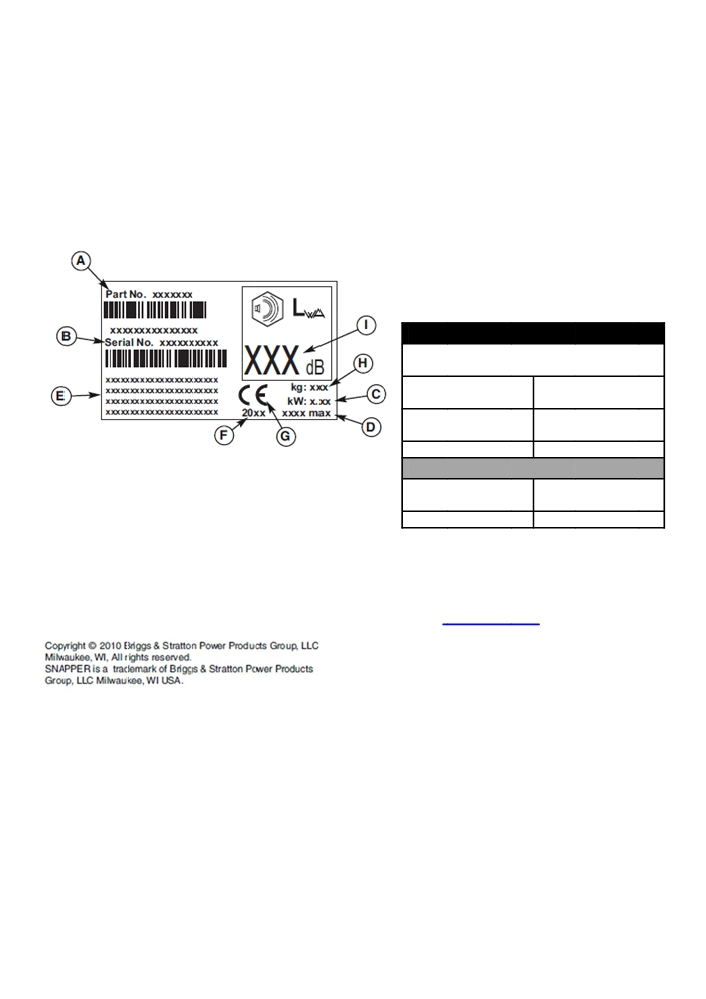 A
Part No. xxxxxxx
xxxxxxxxxxxxxxx
B
Serial No. xxxxxxxxxx
E
xxxxxxxxxxxxxxxxxxxxxxx
xxxxxxxxxxxxxxxxxxxxxxx
xxxxxxxxxxxxxxxxxxxxxxx
xxxxxxxxxxxxxxxxxxxxxxx
LWA
XXX dB
I
kg: xxx
H
CE
kW: x.xx
C
20xx
xxxx max
D
F
G
Copyright © 2010 Briggs & Stratton Power Products Group, LLC
Milwaukee, WI, All rights reserved.
SNAPPER is a trademark of Briggs & Stratton Power Products
Group, LLC Milwaukee, WI USA.